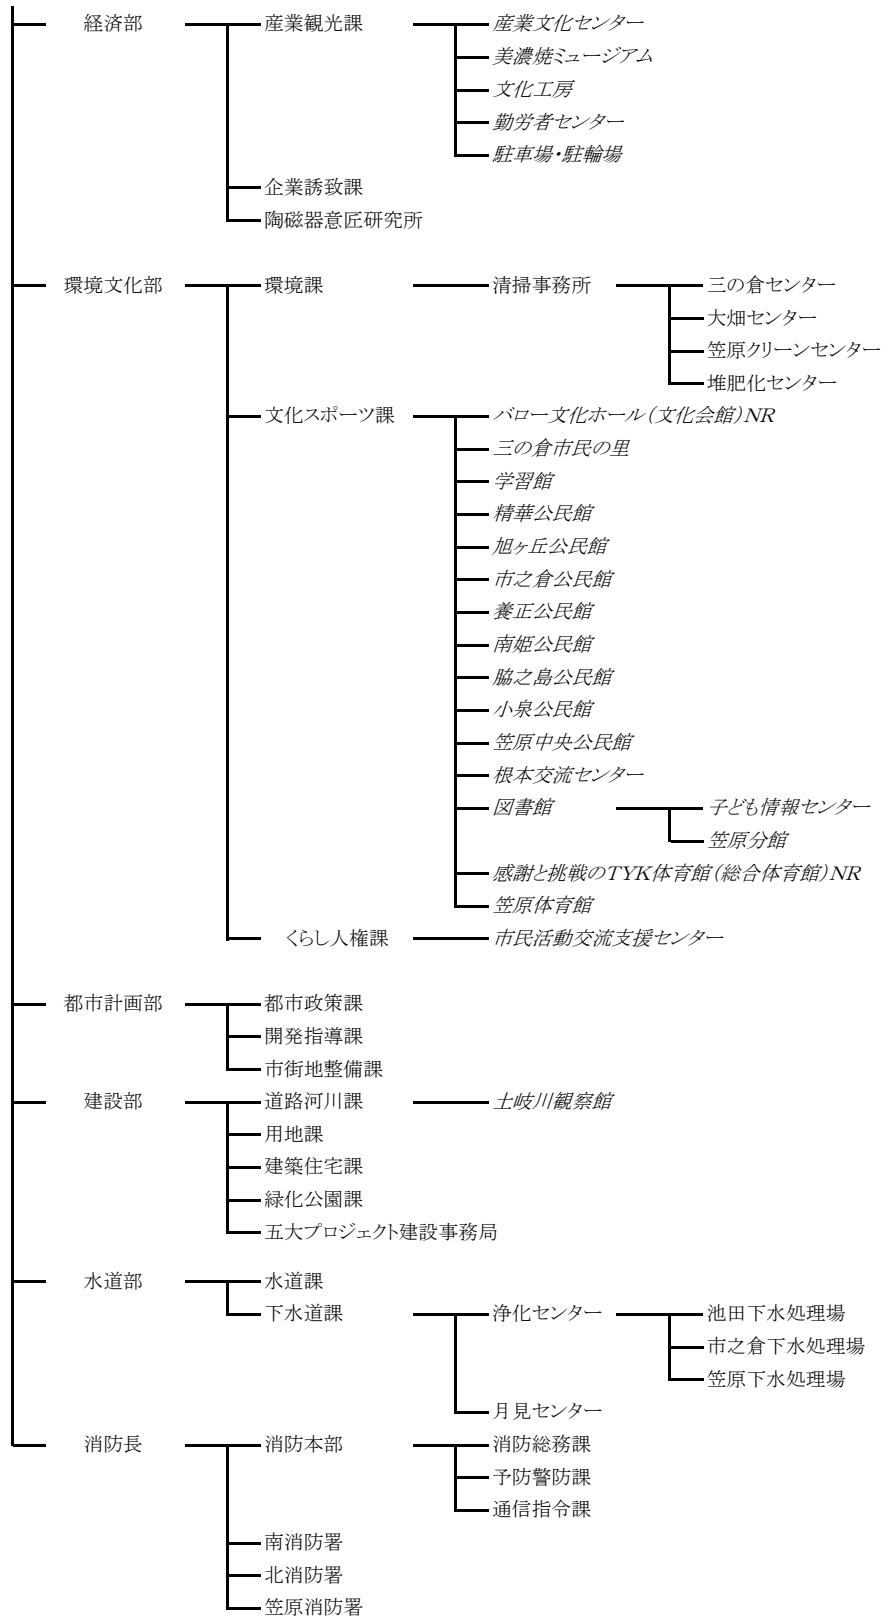 経済部 産業観光課 産業文化センター
美濃焼ミュージアム
文化工房
勤労者センター
駐車場・駐輪場
企業誘致課
陶磁器意匠研究所
環境文化部 環境課 清掃事務所 三の倉センター
大畑センター
笠原クリーンセンター
堆肥化センター
文化スポーツ課 バロー文化ホール（文化会館）NR
三の倉市民の里
学習館
精華公民館
旭ヶ丘公民館
市之倉公民館
養正公民館
南姫公民館
脇之島公民館
小泉公民館
笠原中央公民館
根本交流センター
図書館 子ども情報センター
笠原分館
感謝と挑戦のTYK体育館（総合体育館）NR
笠原体育館
くらし人権課 市民活動交流支援センター
都市計画部 都市政策課
開発指導課
市街地整備課
建設部 道路河川課 土岐川観察館
用地課
建築住宅課
緑化公園課
五大プロジェクト建設事務局
水道部 水道課
下水道課 浄化センター 池田下水処理場
市之倉下水処理場
笠原下水処理場
月見センター
消防長 消防本部 消防総務課
予防警防課
通信指令課
南消防署
北消防署
笠原消防署